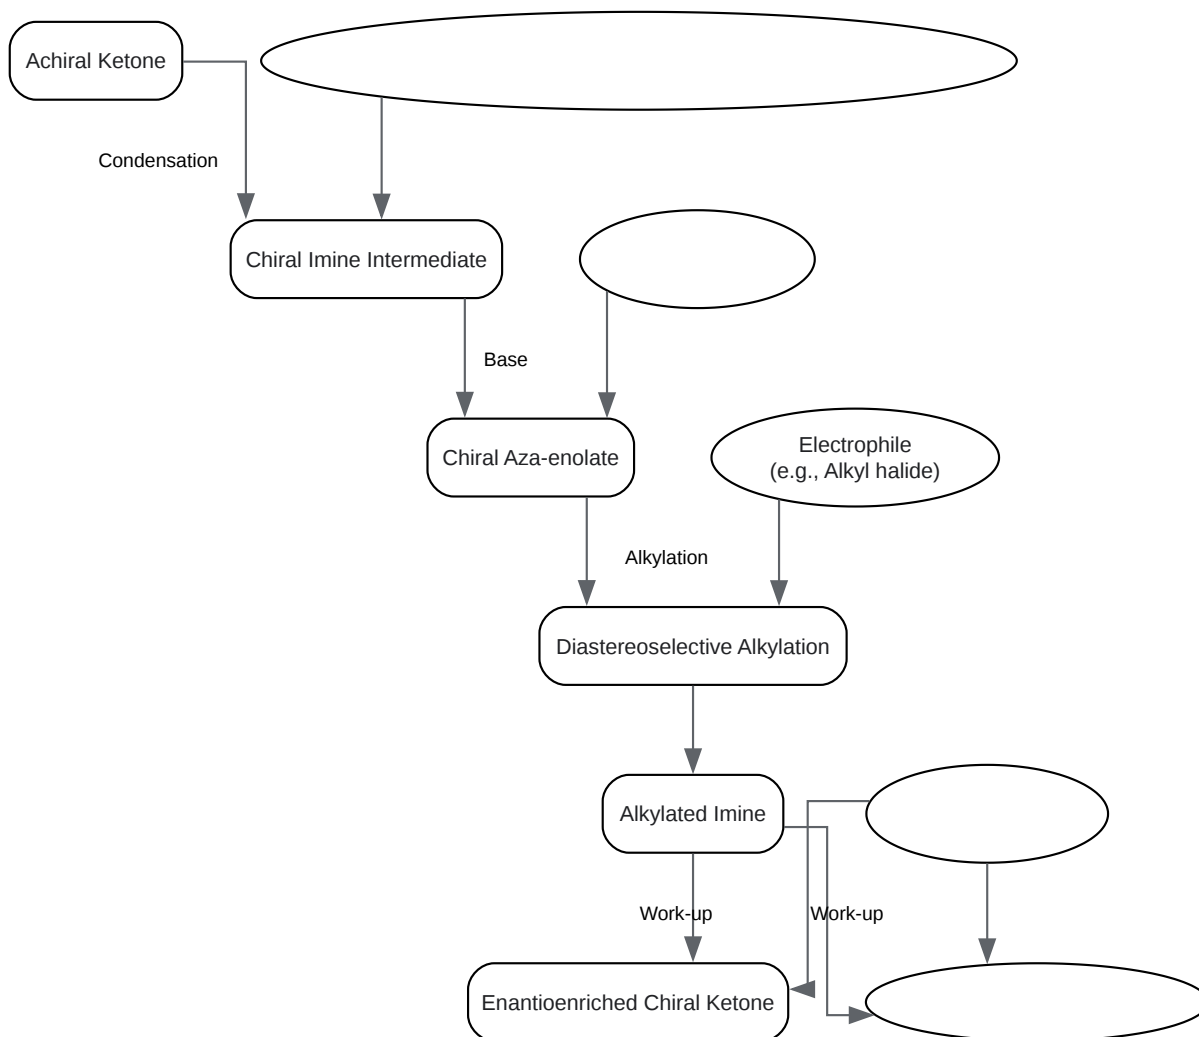 Achiral Ketone
Condensation
Chiral Imine Intermediate
Base
Chiral Aza-enolate
Electrophile
(e.g., Alkyl halide)
Alkylation
Diastereoselective Alkylation
Alkylated Imine
Work-up
Work-up
Enantioenriched Chiral Ketone